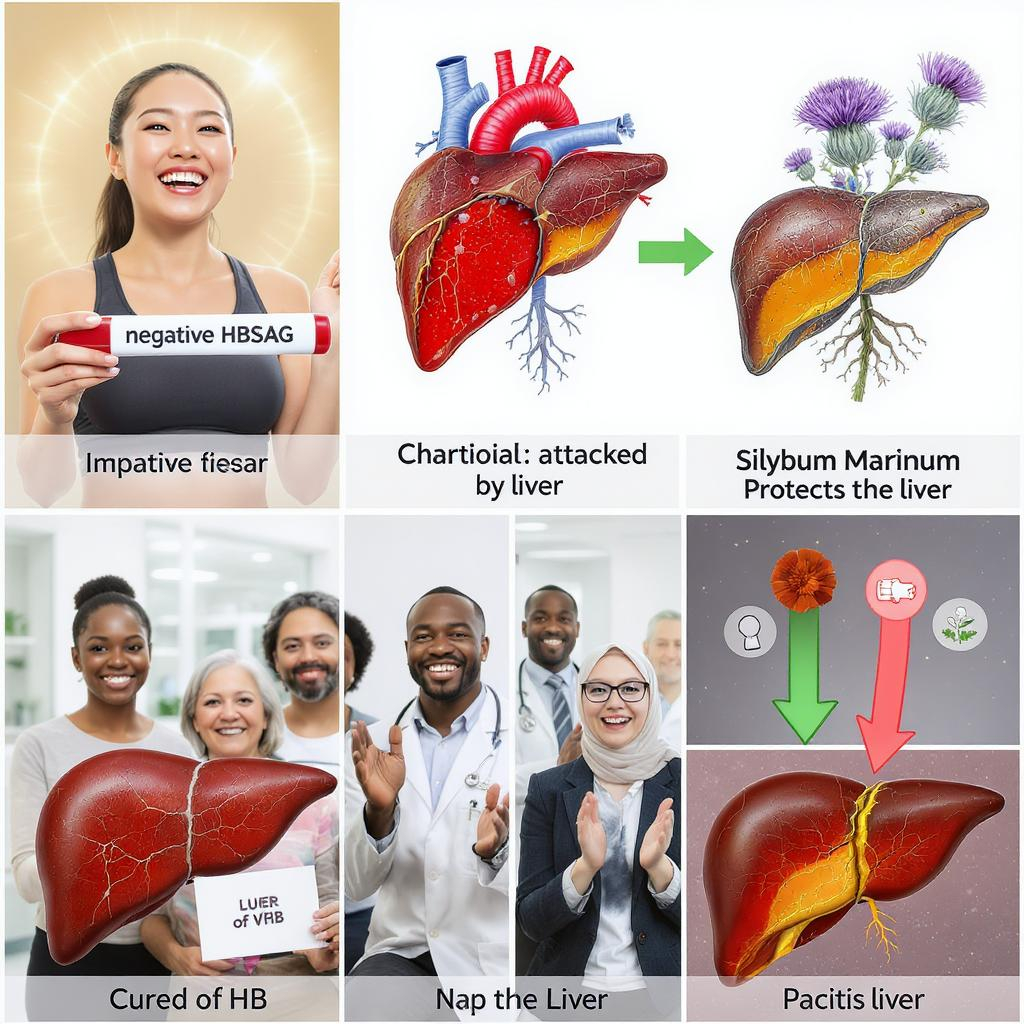 negative HBSAG
Impative fiesar
Chartioial: attacked
by liver
Silybum Marinum
Protects the liver
LUER
of VHB
Cured of HB
Nap the Liver
Pacitis liver